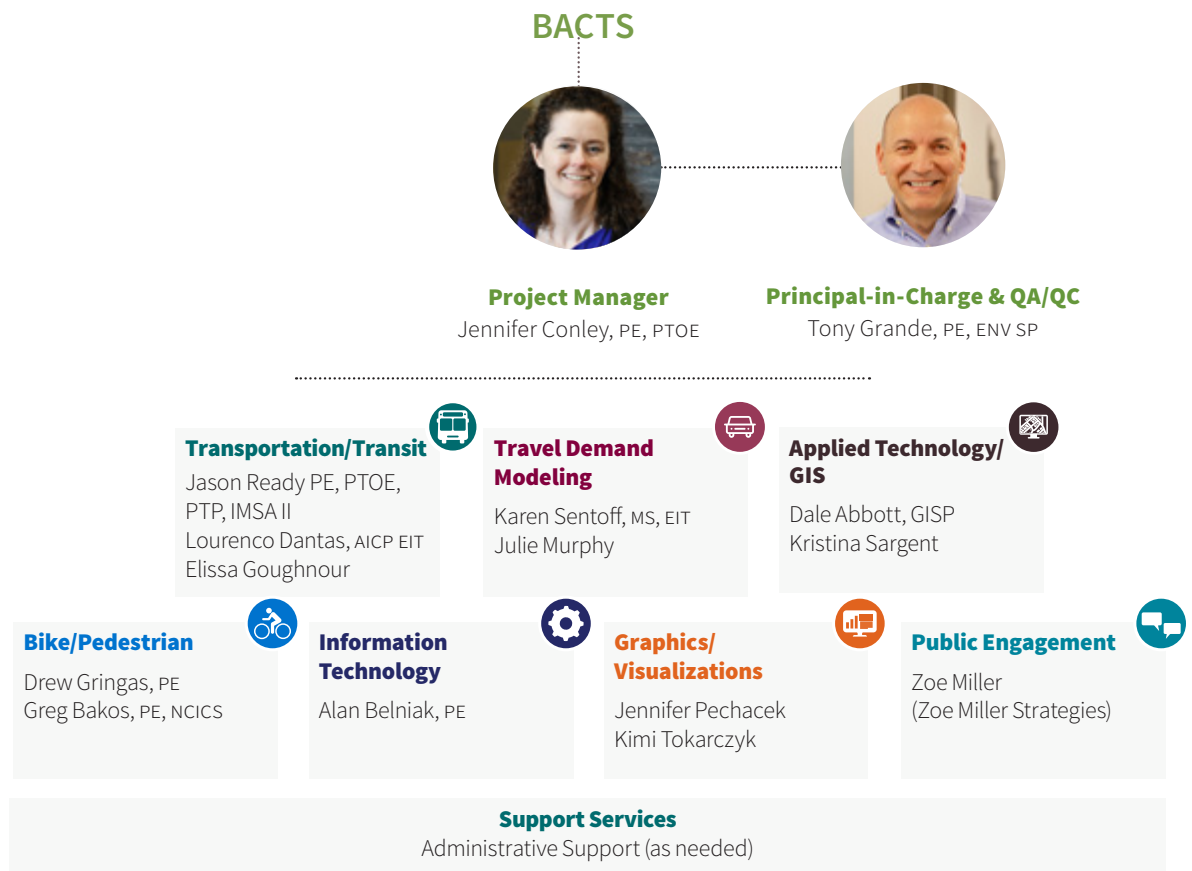 BACTS
Project Manager
Jennifer Conley, PE, PTOE
Principal-in-Charge & QA/QC
Tony Grande, PE, ENV SP
Transportation/Transit
Jason Ready PE, PTOE,
PTP, IMSA II
Lourenco Dantas, AICP EIT
Elissa Goughnour
Travel Demand
Modeling
Karen Sentoff, MS, EIT
Julie Murphy
Applied Technology/
GIS
Dale Abbott, GISP
Kristina Sargent
Bike/Pedestrian
Drew Gringas, PE
Greg Bakos, PE, NCICS
Information
Technology
Alan Belniak, PE
Graphics/
Visualizations
Jennifer Pechacek
Kimi Tokarczyk
Public Engagement
Zoe Miller
(Zoe Miller Strategies)
Support Services
Administrative Support (as needed)